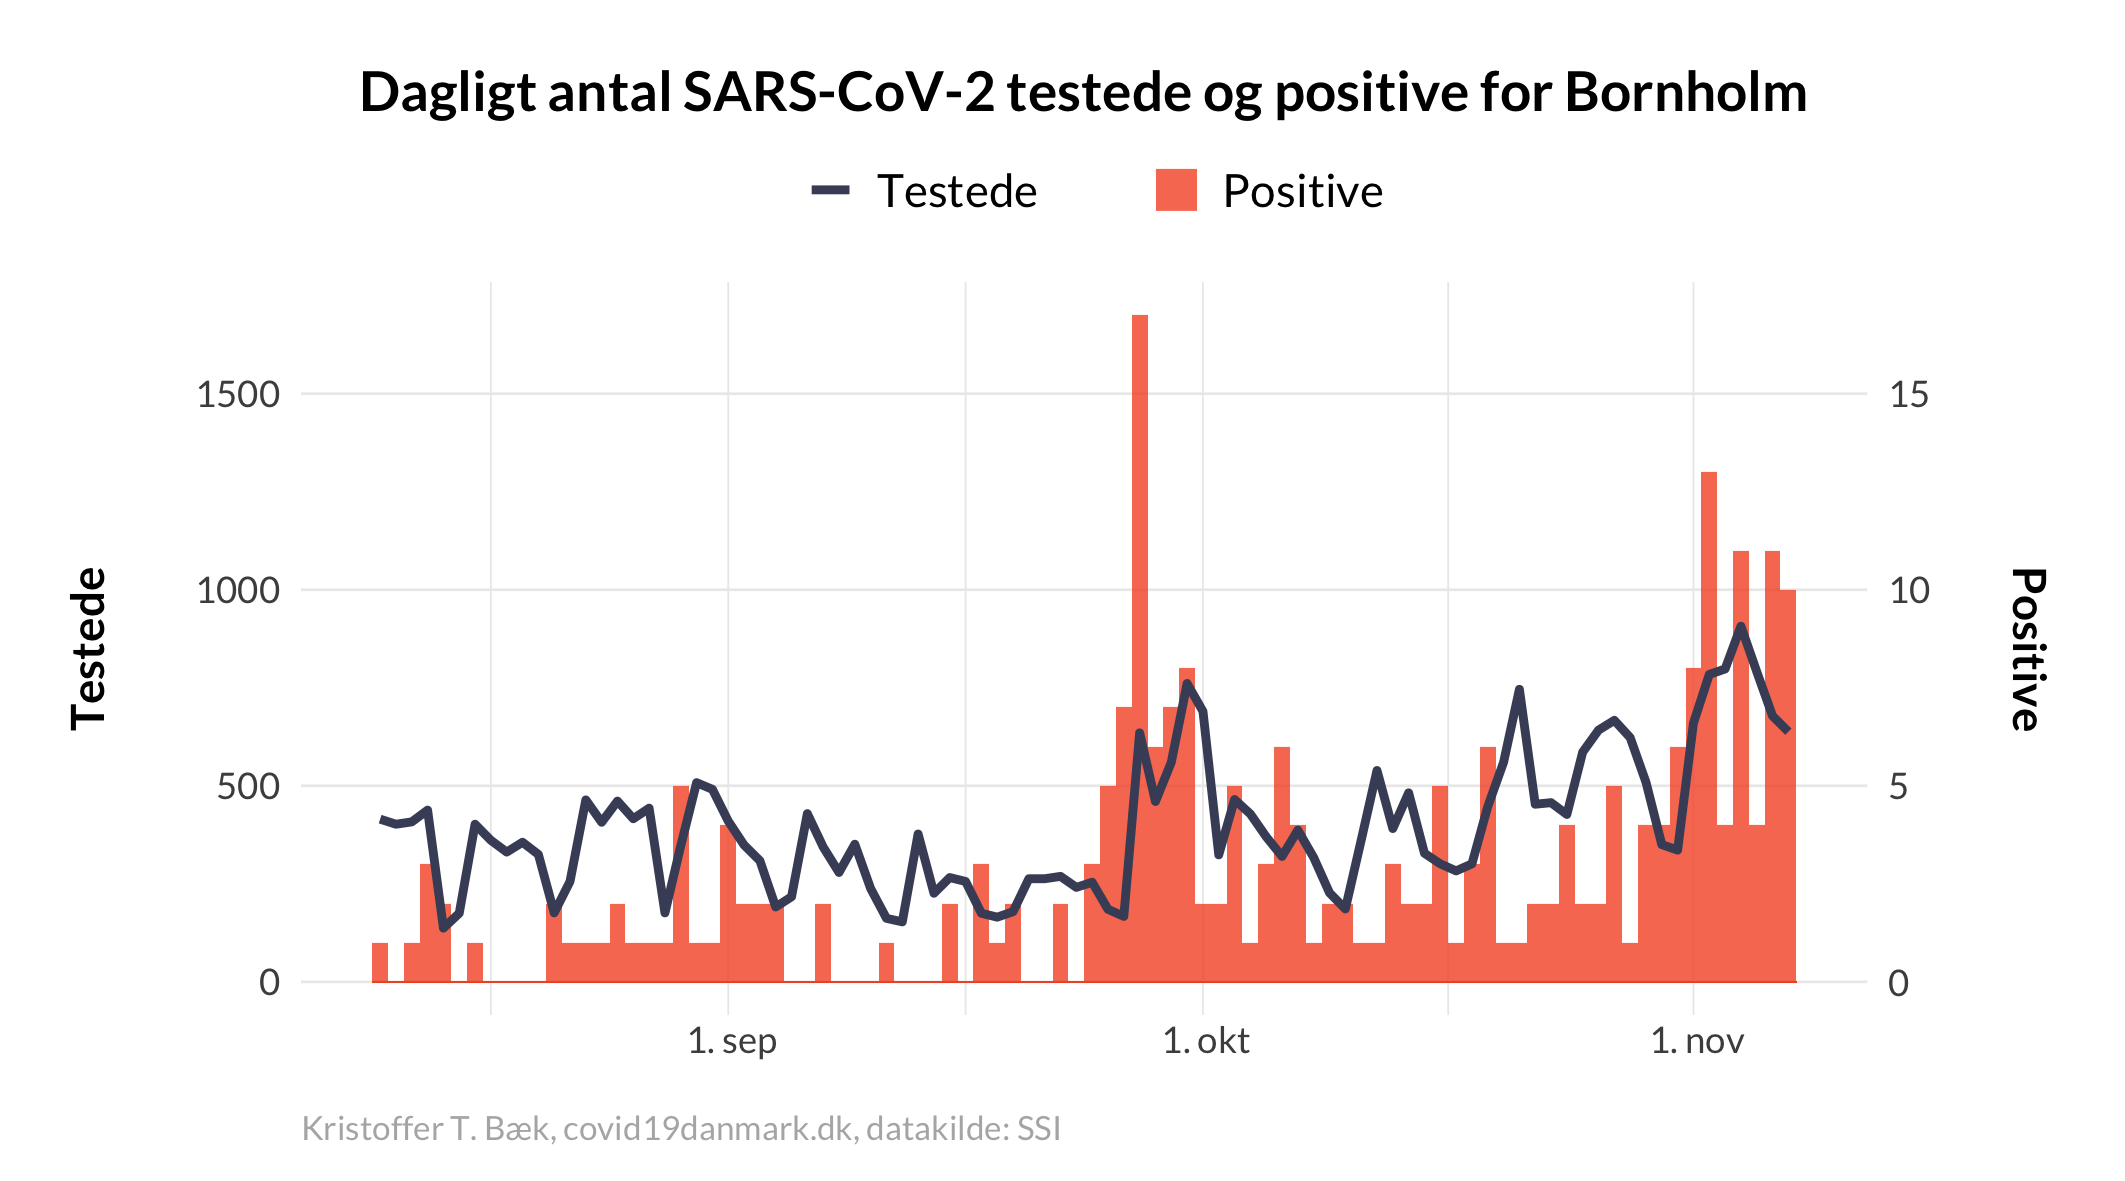 Dagligt antal SARS-CoV-2 testede og positive for Bornholm
Testede
Positive
1500
1000
500
0
15
10
5
0
Testede
Positive
1. sep
1. okt
1. nov
Kristoffer T. Bæk, covid19danmark.dk, datakilde: SSI